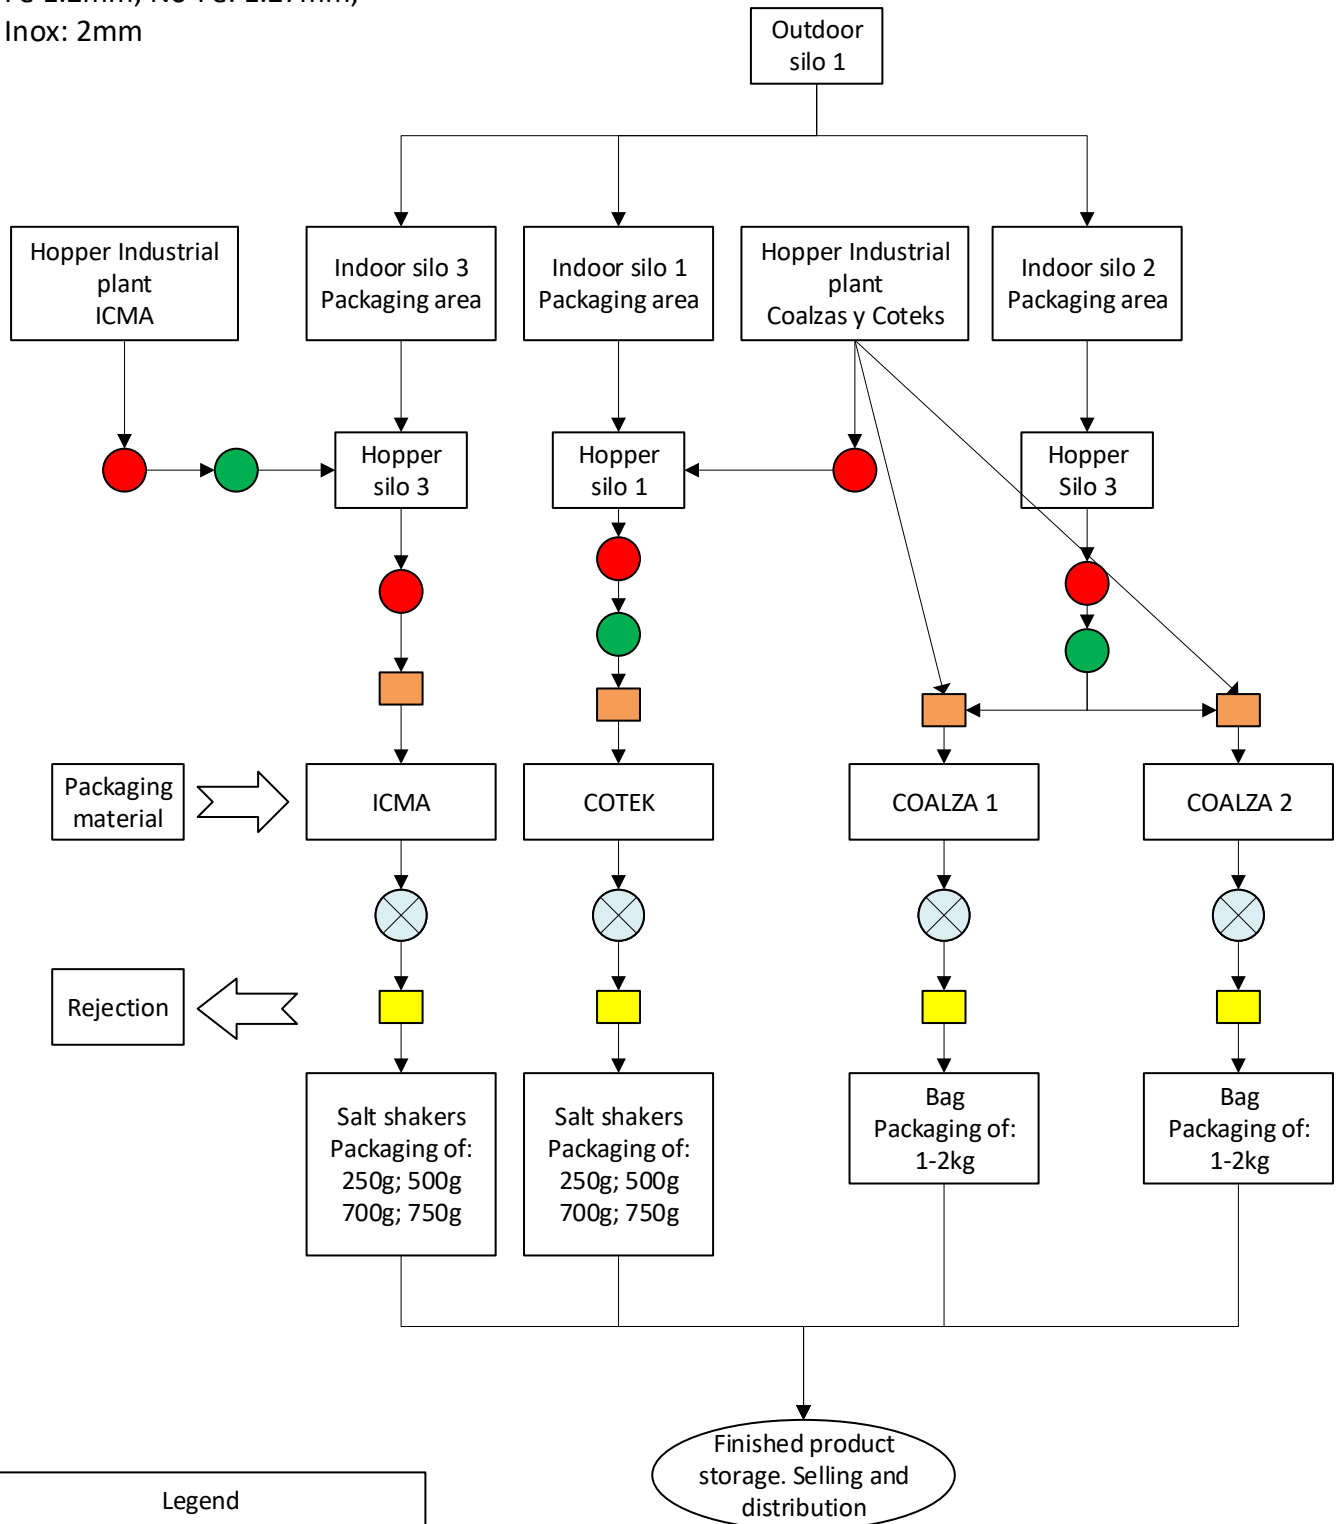 Inox: 2mm
Outdoor
silo 1
Hopper Industrial
plant
ICMA
Indoor silo 3
Packaging area
Indoor silo 1
Packaging area
Hopper Industrial
plant
Coalzas y Coteks
Indoor silo 2
Packaging area
Hopper
silo 3
Hopper
silo 1
Hopper
Silo 3
Packaging
material
ICMA
COTEK
COALZA 1
COALZA 2
Rejection
Salt shakers
Packaging of:
250g; 500g
700g; 750g
Salt shakers
Packaging of:
250g; 500g
700g; 750g
Bag
Packaging of:
1-2kg
Bag
Packaging of:
1-2kg
Finished product
storage. Selling and
distribution
Legend